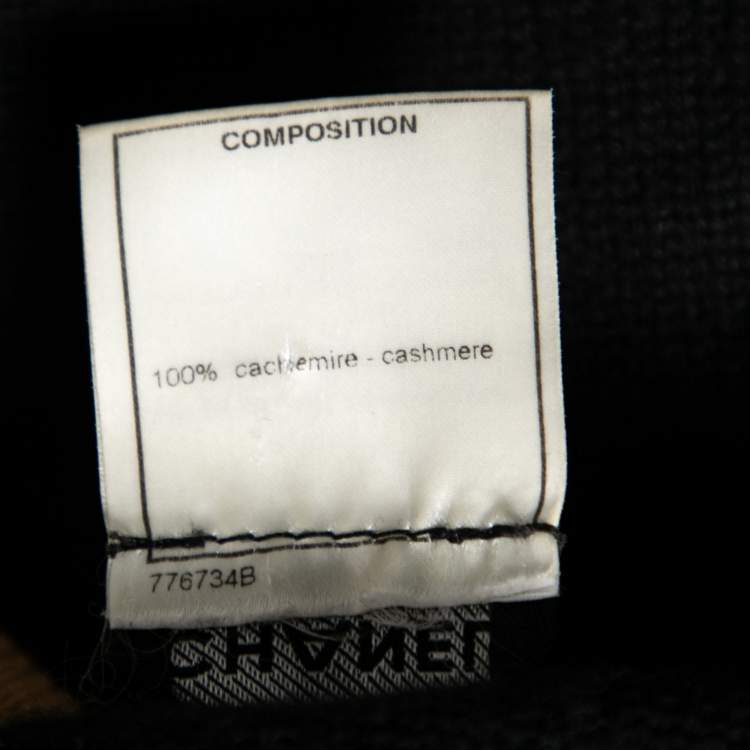 COMPOSITION
100% cachemire - cashmere
776734B
CHANEL